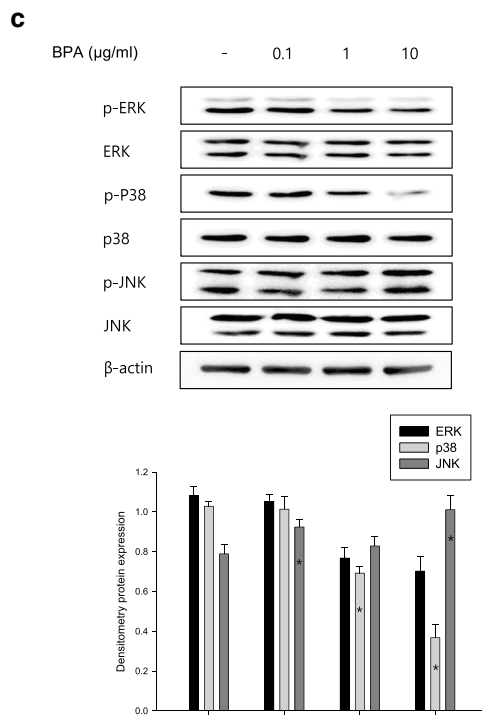 c
BPA (μg/ml) - 0.1 1 10
p-ERK
ERK
p-P38
p38
p-JNK
JNK
β-actin
ERK
p38
JNK
Densitometry protein expression
1.2
1.0
0.8
0.6
0.4
0.2
0.0
*
*
*
*